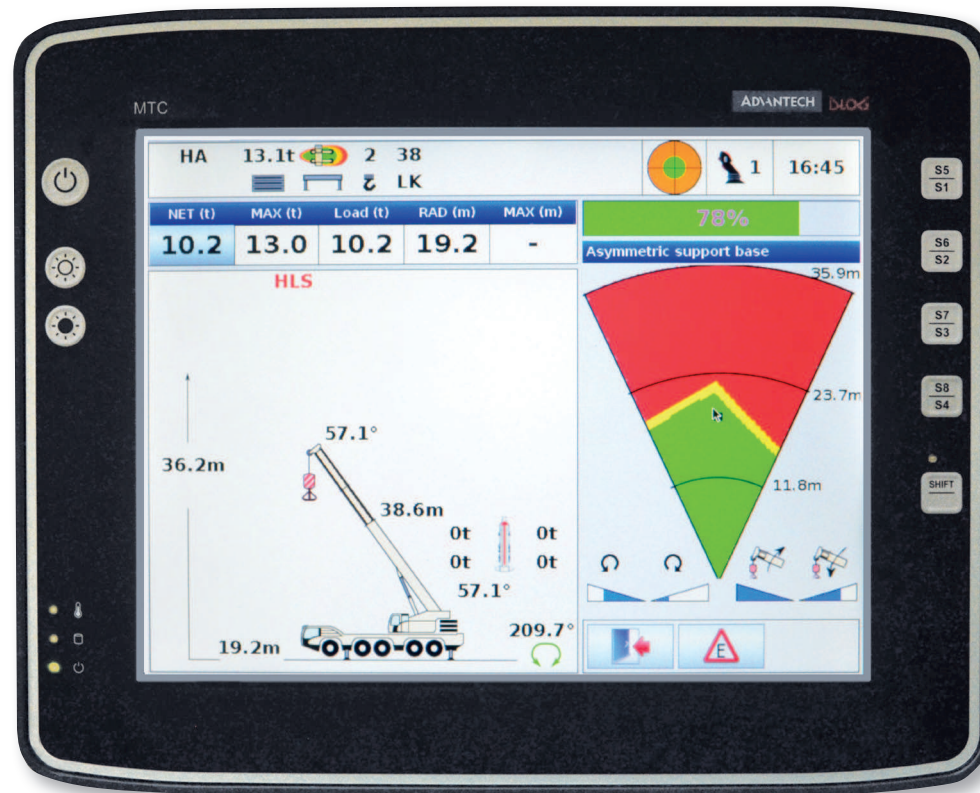 MTC
ADVANTECH DLOG
HA 13.1t 2 38
LK
1 16:45
NET (t) MAX (t) Load (t) RAD (m) MAX (m)
10.2 13.0 10.2 19.2 -
78%
Asymmetric support base
HLS
35.9m
23.7m
11.8m
57.1°
36.2m
38.6m
0t 0t
0t 0t
57.1°
209.7°
19.2m
E
S5
S1
S6
S2
S7
S3
S8
S4
SHIFT